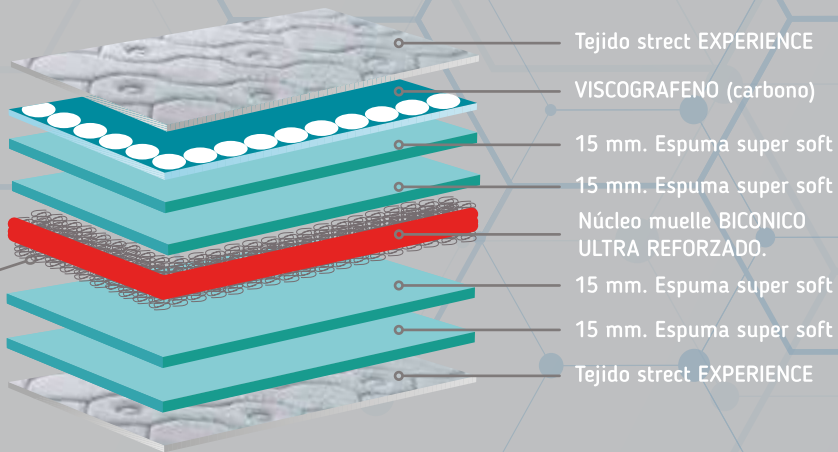 Tejido strect EXPERIENCE
VISCOGRAFENO (carbono)
15 mm. Espuma super soft
15 mm. Espuma super soft
Núcleo muelle BICONICO
ULTRA REFORZADO.
15 mm. Espuma super soft
15 mm. Espuma super soft
Tejido strect EXPERIENCE